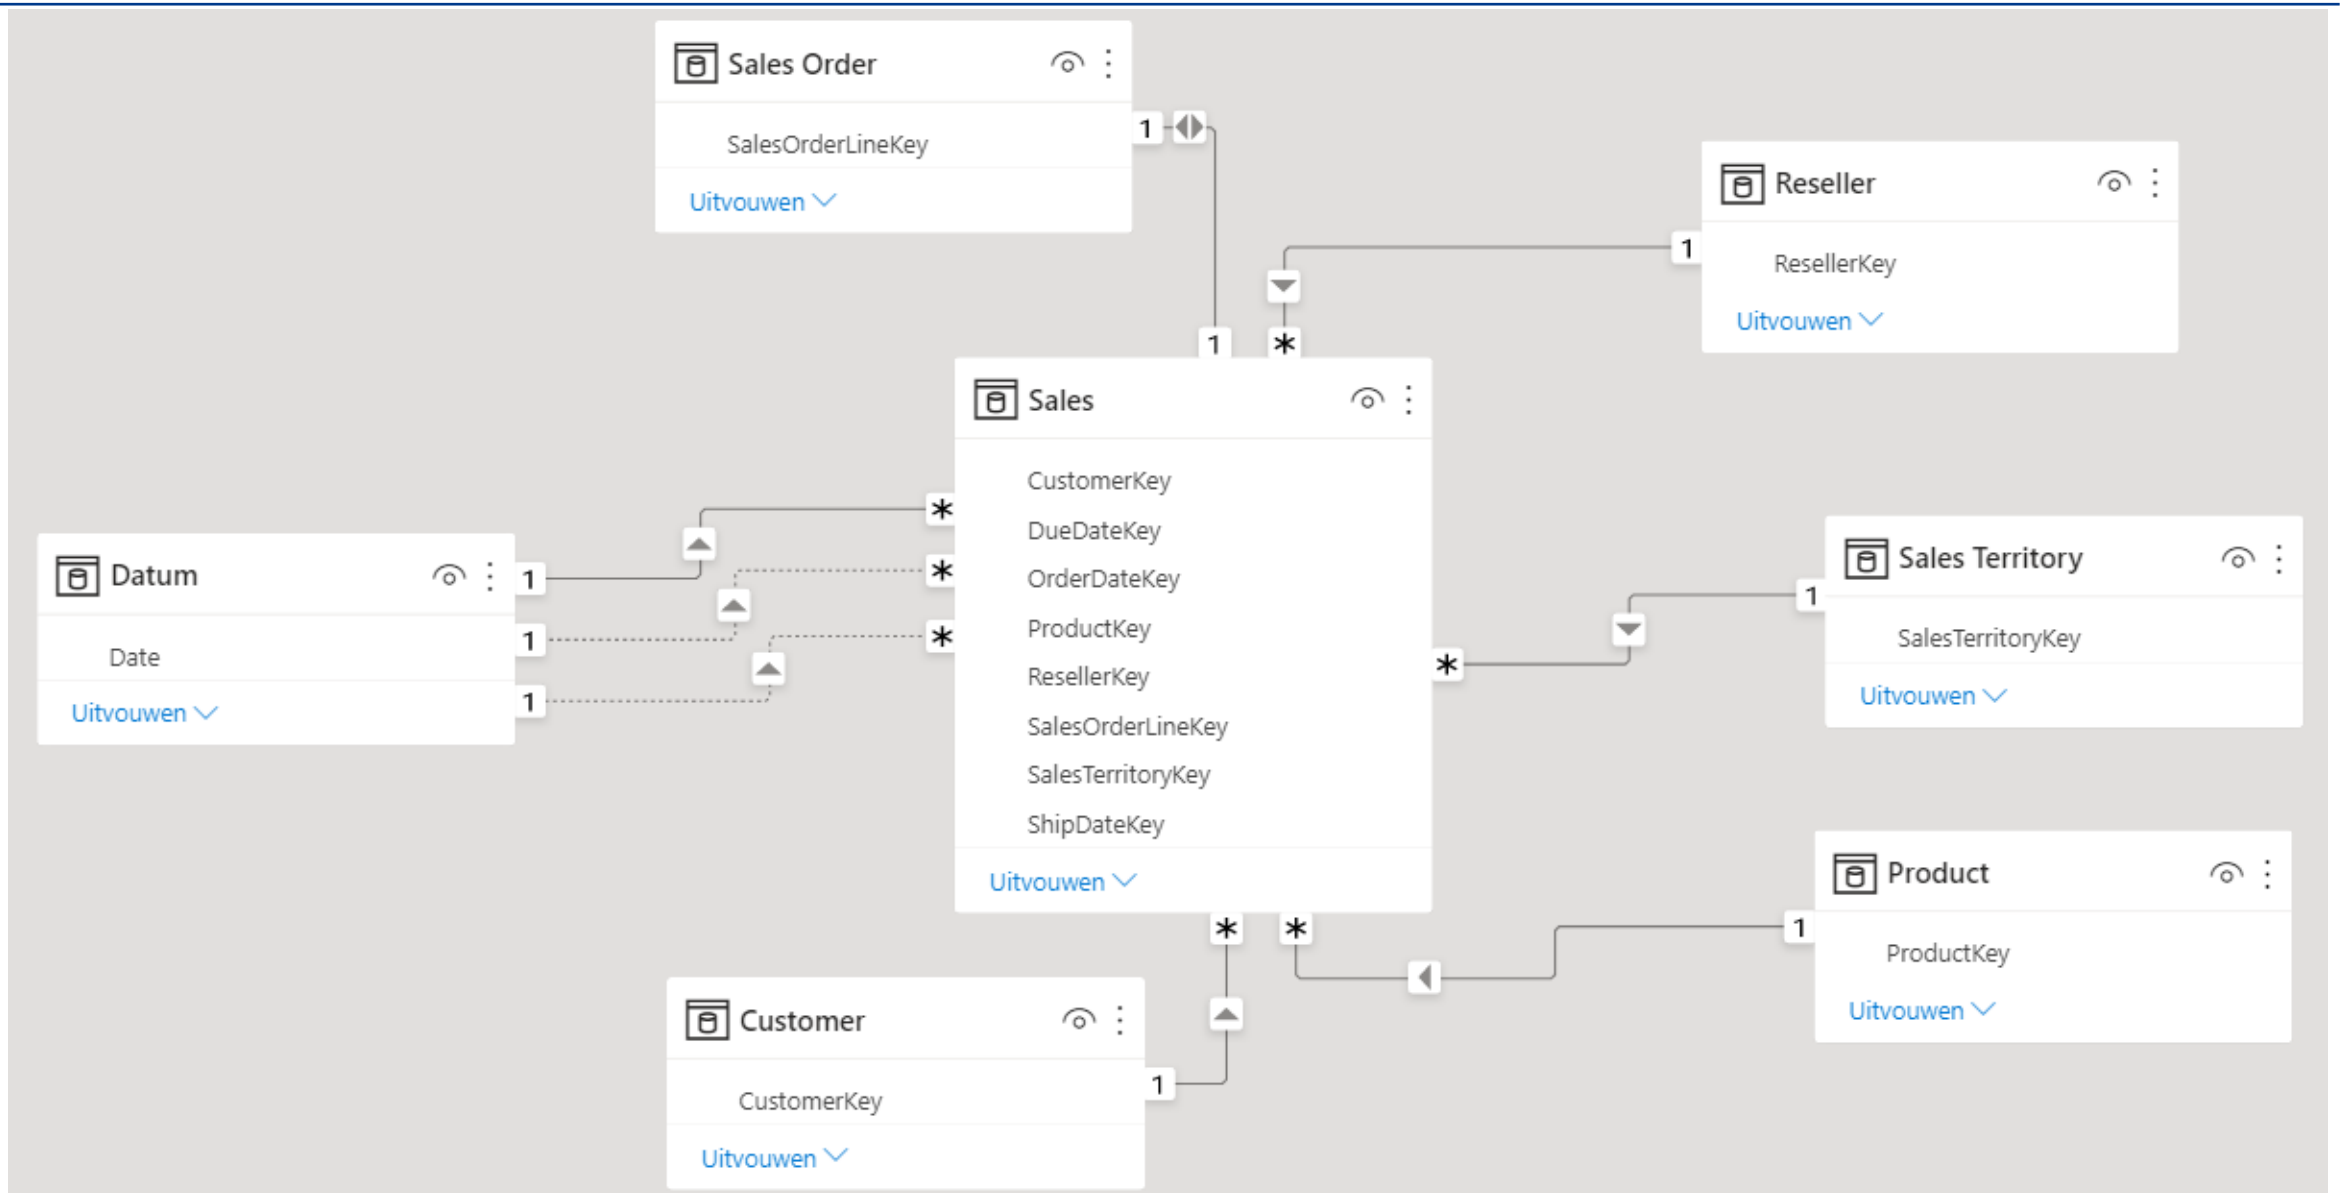 Sales Order
SalesOrderLineKey
Uitvouwen
1
Reseller
ResellerKey
Uitvouwen
1
1
*
Sales
CustomerKey
DueDateKey
OrderDateKey
ProductKey
ResellerKey
SalesOrderLineKey
SalesTerritoryKey
ShipDateKey
Uitvouwen
*
*
*
Datum
Date
Uitvouwen
1
1
1
Sales Territory
SalesTerritoryKey
Uitvouwen
1
*
Product
ProductKey
Uitvouwen
1
*
*
Customer
CustomerKey
Uitvouwen
1